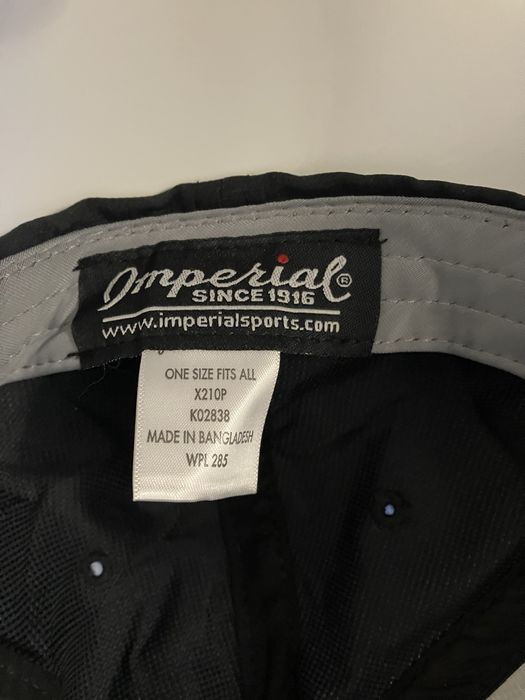 Imperial®
SINCE 1916
www.imperialsports.com
ONE SIZE FITS ALL
X210P
K02838
MADE IN BANGLADESH
WPL 285